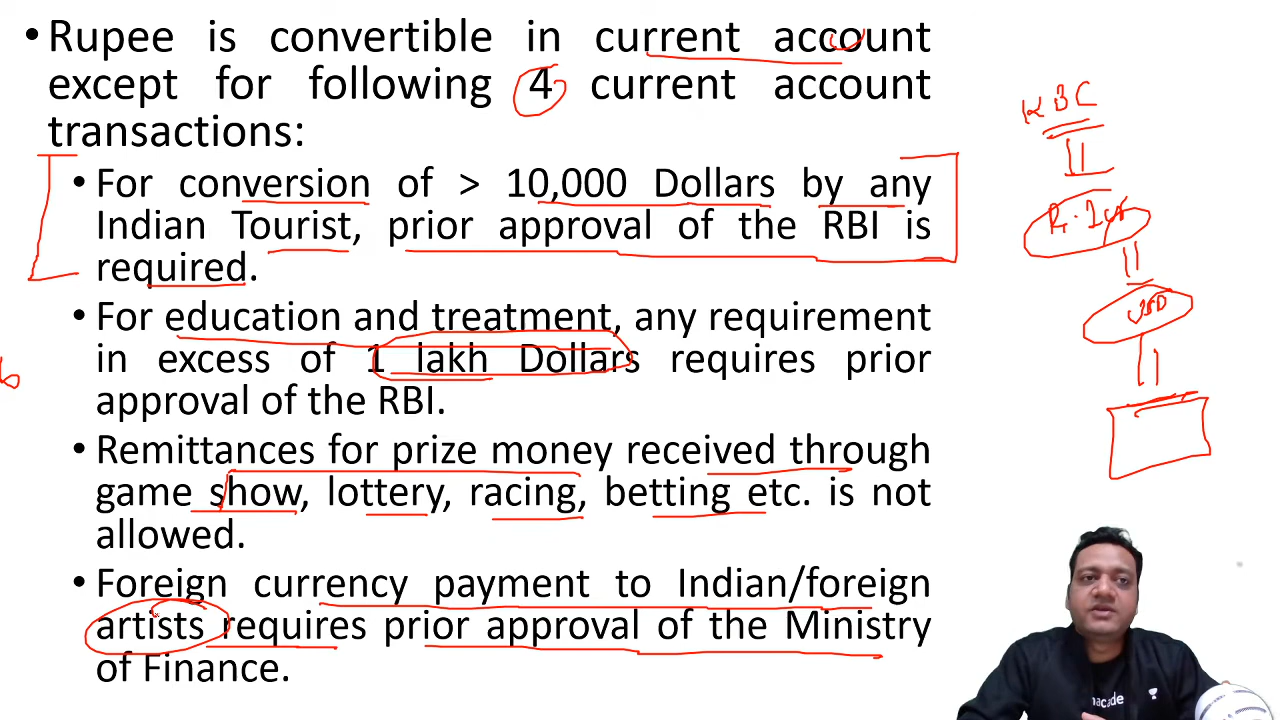 • Rupee is convertible in current account
except for following 4 current account
transactions:
• For conversion of > 10,000 Dollars by any
Indian Tourist, prior approval of the RBI is
required.
• For education and treatment, any requirement
in excess of 1 lakh Dollars requires prior
approval of the RBI.
• Remittances for prize money received through
game show, lottery, racing, betting etc. is not
allowed.
• Foreign currency payment to Indian/foreign
artists requires prior approval of the Ministry
of Finance.
KBC
USD